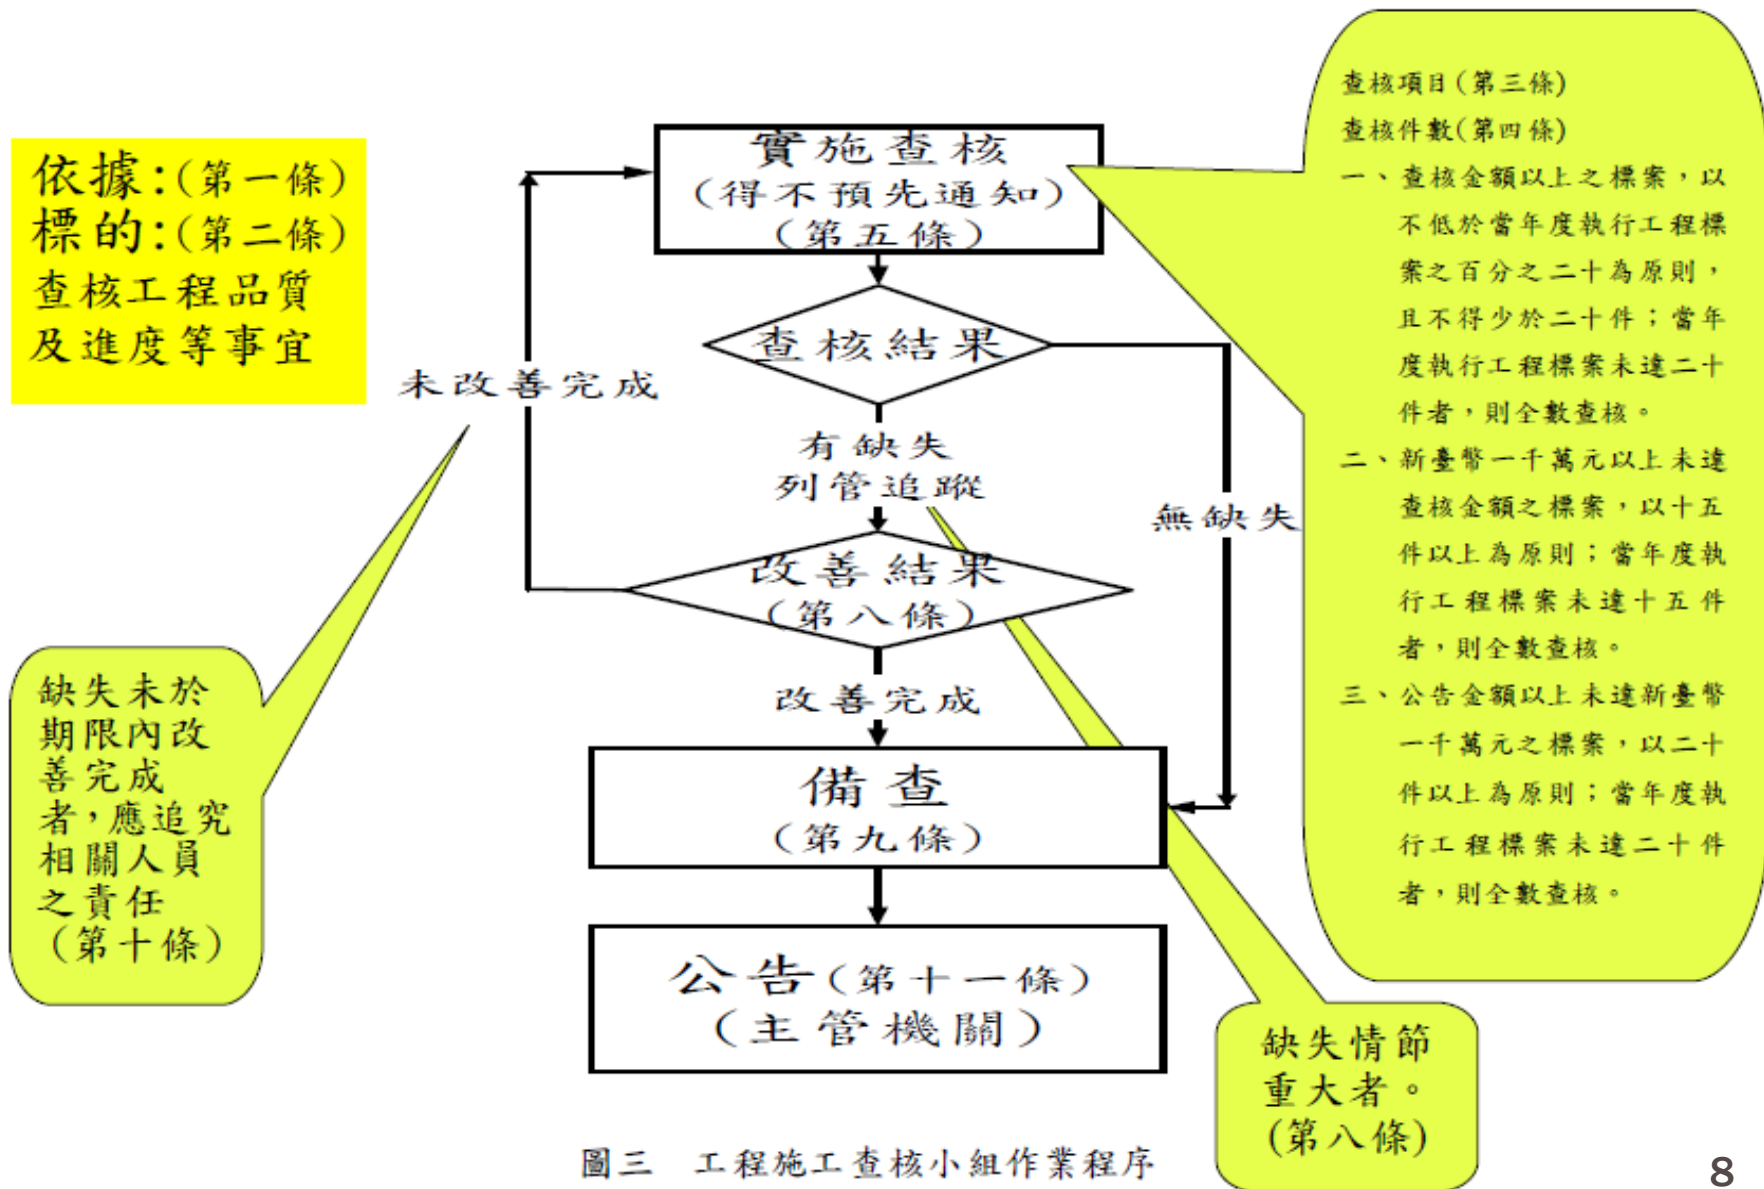 依據:(第一條)
標的:(第二條)
查核工程品質
及進度等事宜
實施查核
(得不預先通知)
(第五條)
查核結果
未改善完成
有缺失
列管追蹤
無缺失
改善結果
(第八條)
改善完成
備查
(第九條)
公告(第十一條)
(主管機關)
缺失未於
期限內改
善完成
者,應追究
相關人員
之責任
(第十條)
查核項目(第三條)
查核件數(第四條)
一、查核金額以上之標案,以
不低於當年度執行工程標
案之百分之二十為原則,
且不得少於二十件;當年
度執行工程標案未達二十
件者,則全數查核。
二、新臺幣一千萬元以上未達
查核金額之標案,以十五
件以上為原則;當年度執
行工程標案未達十五件
者,則全數查核。
三、公告金額以上未達新臺幣
一千萬元之標案,以二十
件以上為原則;當年度執
行工程標案未達二十件
者,則全數查核。
缺失情節
重大者。
(第八條)
圖三 工程施工查核小組作業程序
8